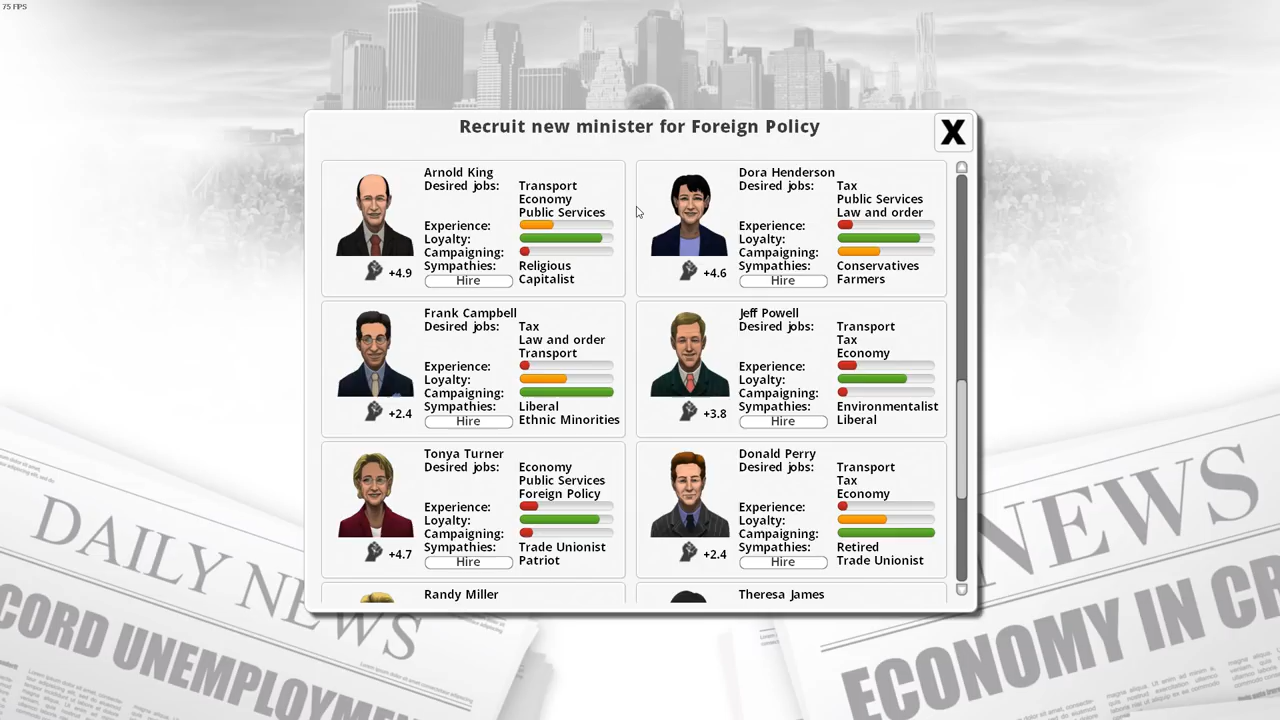 75 FPS
Recruit new minister for Foreign Policy
X
Arnold King
Desired jobs: Transport
Economy
Public Services
Experience:
Loyalty:
Campaigning:
Sympathies: Religious
Capitalist
+4.9
Hire
Dora Henderson
Desired jobs: Tax
Public Services
Law and order
Experience:
Loyalty:
Campaigning:
Sympathies: Conservatives
Farmers
+4.6
Hire
Frank Campbell
Desired jobs: Tax
Law and order
Transport
Experience:
Loyalty:
Campaigning:
Sympathies: Liberal
Ethnic Minorities
+2.4
Hire
Jeff Powell
Desired jobs: Transport
Tax
Economy
Experience:
Loyalty:
Campaigning:
Sympathies: Environmentalist
Liberal
+3.8
Hire
Tonya Turner
Desired jobs: Economy
Public Services
Foreign Policy
Experience:
Loyalty:
Campaigning:
Sympathies: Trade Unionist
Patriot
+4.7
Hire
Donald Perry
Desired jobs: Transport
Tax
Economy
Experience:
Loyalty:
Campaigning:
Sympathies: Retired
Trade Unionist
+2.4
Hire
Randy Miller
Theresa James
DAILY NEWS
CORD UNEMPLOYM
NEWS
ECONOMY IN CR